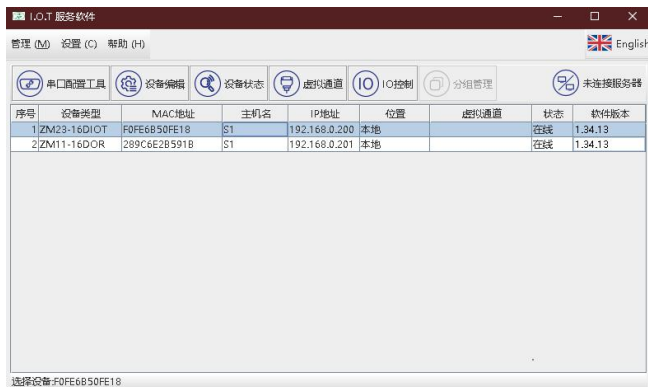 I.O.T 服务软件
管理 (M) 设置 (C) 帮助 (H) English
串口配置工具 设备编辑 设备状态 虚拟通道 IO IO控制 分组管理 未连接服务器
序号 设备类型 MAC地址 主机名 IP地址 位置 虚拟通道 状态 软件版本
1 ZM23-16DIOT F0FE6B50FE18 S1 192.168.0.200 本地 在线 1.34.13
2 ZM11-16DOR 289C6E2B591B S1 192.168.0.201 本地 在线 1.34.13
选择设备:F0FE6B50FE18